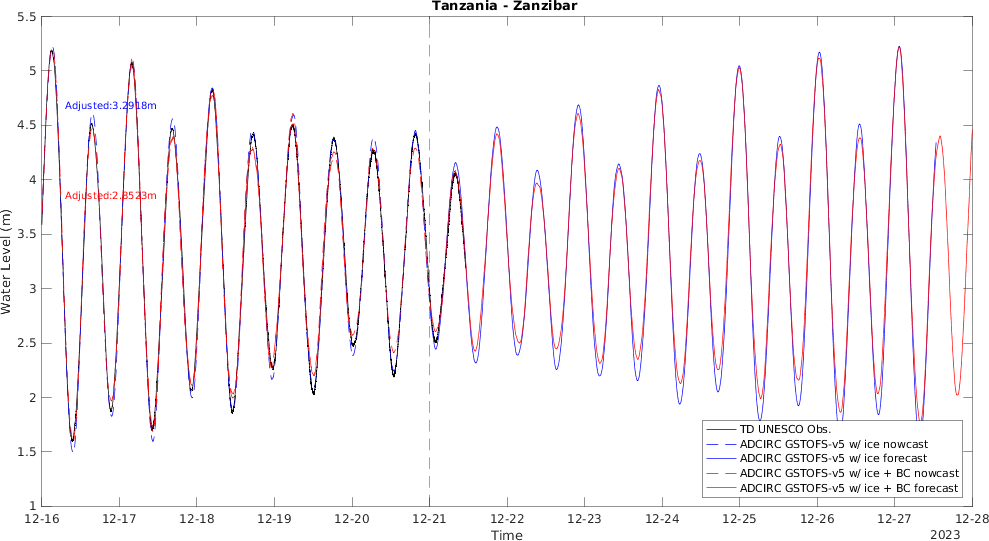 Tanzania - Zanzibar
5.5
5
4.5
4
3.5
3
2.5
2
1.5
1
Water Level (m)
Adjusted:3.2918m
Adjusted:2.8523m
TD UNESCO Obs.
ADCIRC GSTOFS-v5 w/ ice nowcast
ADCIRC GSTOFS-v5 w/ ice forecast
ADCIRC GSTOFS-v5 w/ ice + BC nowcast
ADCIRC GSTOFS-v5 w/ ice + BC forecast
12-16 12-17 12-18 12-19 12-20 12-21 12-22 12-23 12-24 12-25 12-26 12-27 12-28
Time
2023